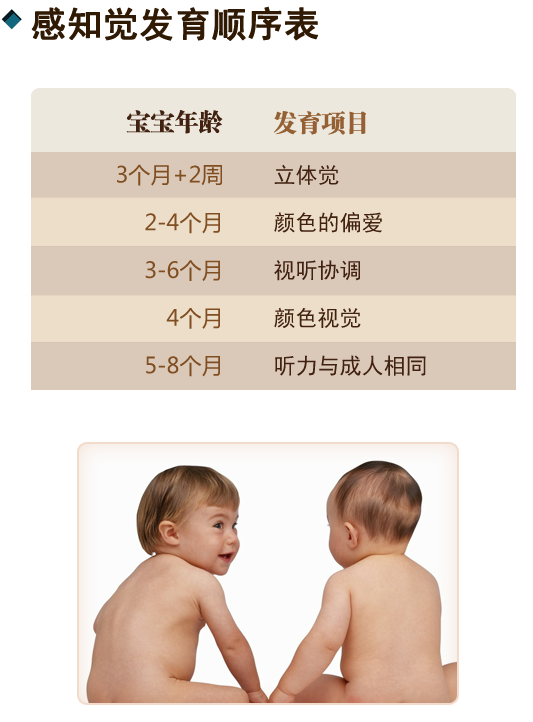 感知觉发育顺序表
宝宝年龄 发育项目
3个月+2周 立体觉
2-4个月 颜色的偏爱
3-6个月 视听协调
4个月 颜色视觉
5-8个月 听力与成人相同